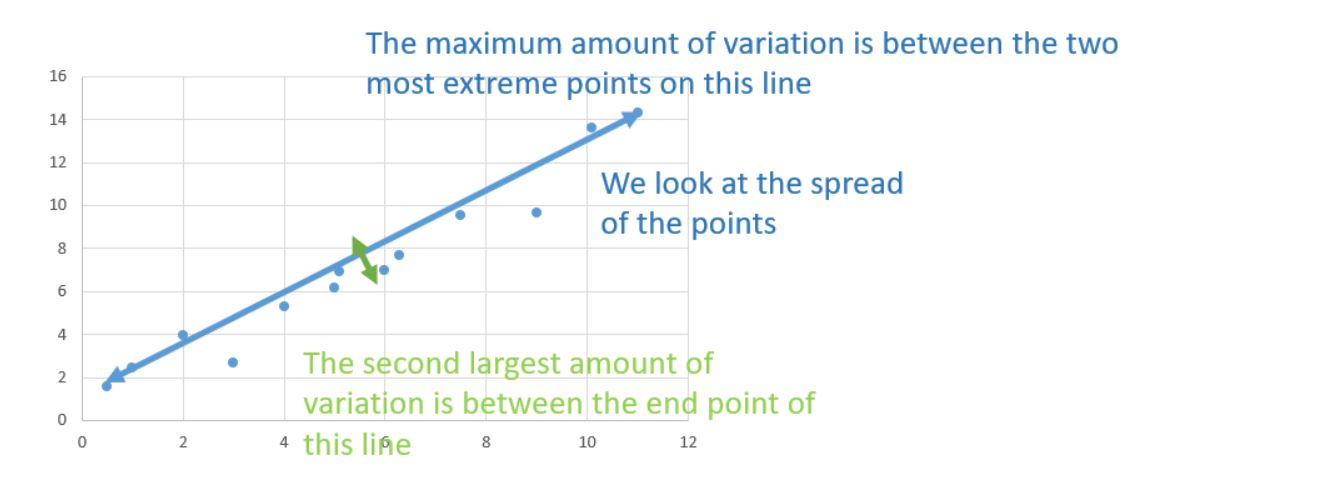 The maximum amount of variation is between the two
most extreme points on this line
16
14
12
We look at the spread
of the points
10
8
6
4
The second largest amount of
variation is between the end point of
this line
2
0
0
2
4
6
8
10
12